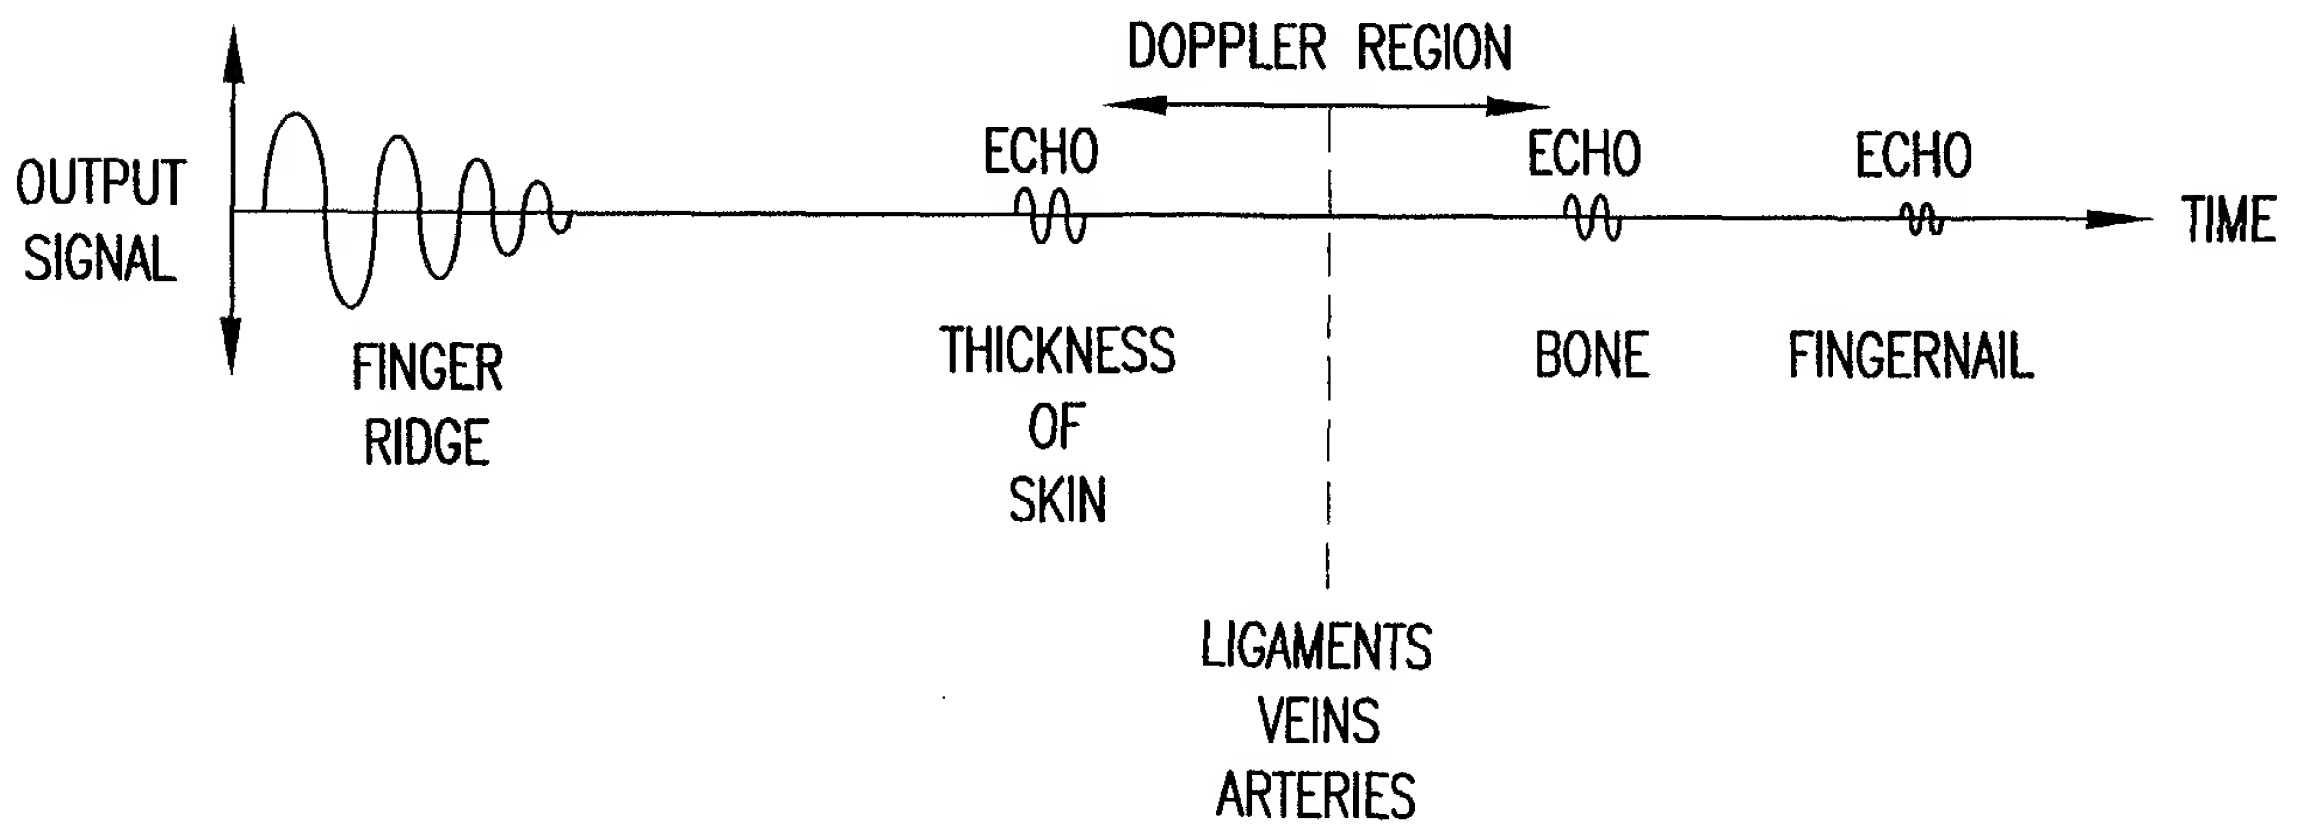 DOPPLER REGION
ECHO
ECHO
ECHO
OUTPUT
SIGNAL
TIME
FINGER
RIDGE
THICKNESS
OF
SKIN
BONE
FINGERNAIL
LIGAMENTS
VEINS
ARTERIES